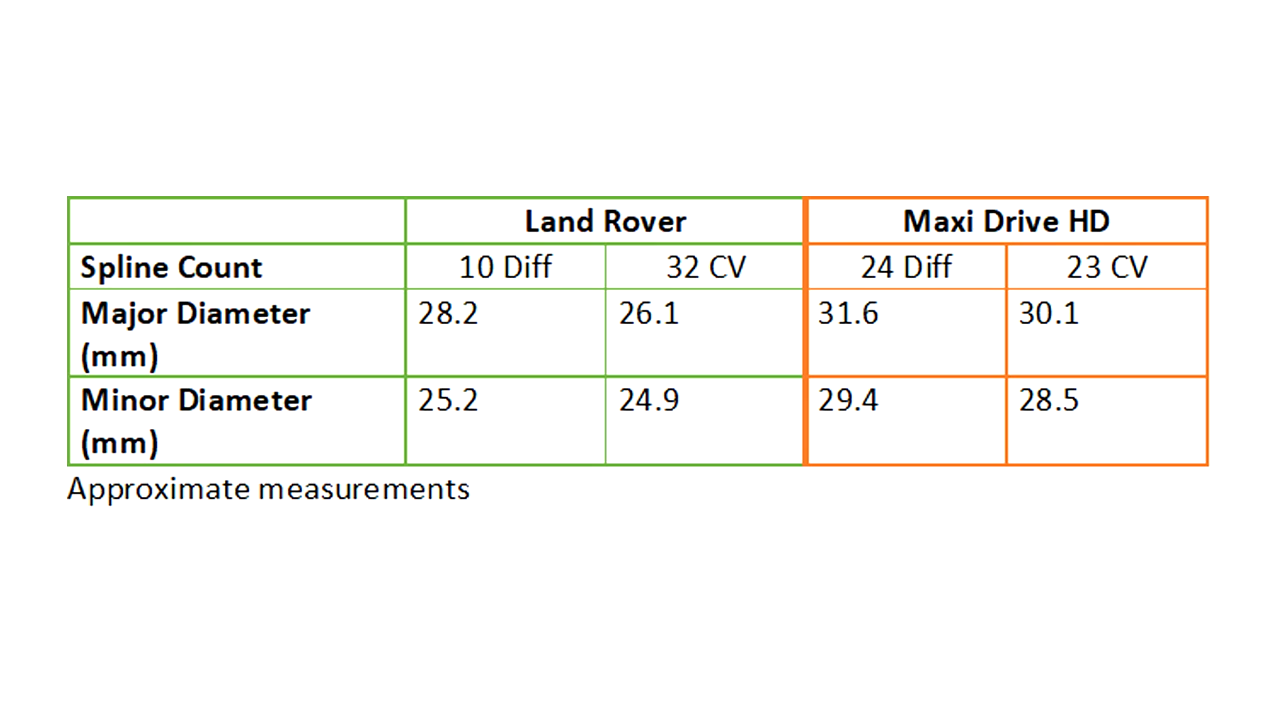 Land Rover Maxi Drive HD
Spline Count 10 Diff 32 CV 24 Diff 23 CV
Major Diameter 28.2 26.1 31.6 30.1
(mm)
Minor Diameter 25.2 24.9 29.4 28.5
(mm)
Approximate measurements